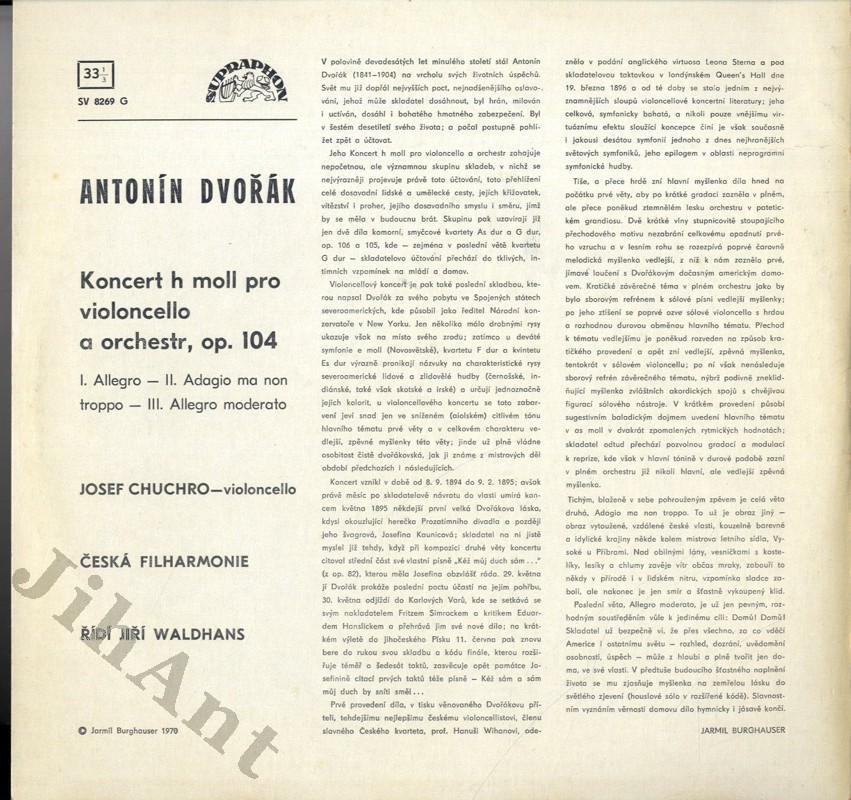 33 1/3
SUPRAPHON
SV 8269 G
ANTONÍN DVOŘÁK
Koncert h moll pro
violoncello
a orchestr, op. 104
I. Allegro — II. Adagio ma non
troppo — III. Allegro moderato
JOSEF CHUCHRO—violoncello
ČESKÁ FILHARMONIE
ŘÍDÍ JIŘÍ WALDHANS
© Jarmil Burghauser 1970
JihAnt
V polovině devadesátých let minulého století stál Antonín
Dvořák (1841–1904) na vrcholu svých životních úspěchů.
Svět mu již dopřál nejvyšších poct, nejnadšenějšího oslavo-
vání, jehož může skladatel dosáhnout, byl hrán, milován
i uctíván, dosáhl i bohatého hmotného zabezpečení. Byl
v šestém desetiletí svého života; a počal postupně pohlí-
žet zpět a účtovat.
Jeho Koncert h moll pro violoncello a orchestr zahajuje
nepočetnou, ale významnou skupinu skladeb, v nichž se
nejvýrazněji projevuje právě toto účtování, toto přehlížení
celé dosavadní lidské a umělecké cesty, jejích křižovatek,
vítězství i proher, jejího dosavadního smyslu i směru, jímž
by se měla v budoucnu brát. Skupinu pak uzavírají již
jen dvě díla komorní, smyčcové kvartety As dur a G dur,
op. 106 a 105, kde — zejména v poslední větě kvartetu
G dur — skladatelovo účtování přechází do tklivých, in-
timních vzpomínek na mládí a domov.
Violoncellový koncert je pak také poslední skladbou, kte-
rou napsal Dvořák za svého pobytu ve Spojených státech
severoamerických, kde působil jako ředitel Národní kon-
zervatoře v New Yorku. Jen několika málo drobnými rysy
ukazuje však na místo svého zrodu; zatímco u deváté
symfonie e moll (Novosvětské), kvartetu F dur a kvintetu
Es dur výrazně pronikají názvuky na charakteristické rysy
severoamerické lidové a zlidovělé hudby (černošské, in-
diánské, také však skotské a irské) a určují jednoznačně
jejich kolorit, u violoncellového koncertu se toto zabar-
vení jeví snad jen ve sníženém (aiolském) citlivém tónu
hlavního tématu prvé věty a v celkovém charakteru ve-
dlejší, zpěvné myšlenky této věty; jinde už plně vládne
osobitost čistě dvořákovská, jak ji známe z mistrových děl
období předchozích i následujících.
Koncert vznikl v době od 8. 9. 1894 do 9. 2. 1895; avšak
právě měsíc po skladatelově návratu do vlasti umírá kon-
cem května 1895 někdejší první velká Dvořákova láska,
kdysi okouzlující herečka Prozatímního divadla a později
jeho švagrová, Josefina Kaunicová; skladatel na ni jistě
myslel již tehdy, když při kompozici druhé věty koncertu
citoval střední část své vlastní písně „Kéž můj duch sám . . ."
(z op. 82), kterou měla Josefina obzvlášť ráda. 29. května
jí Dvořák prokáže poslední poctu účastí na jejím pohřbu,
30. května odjíždí do Karlových Varů, kde se setkává se
svým nakladatelem Fritzem Simrockem a kritikem Eduar-
dem Hanslickem a přehrává jim své nové dílo; na krát-
kém výletě do jihočeského Písku 11. června pak znovu
bere do rukou svou skladbu a kódu finále, kterou rozši-
řuje téměř o šedesát taktů, zasvěcuje opět památce Jo-
sefinině citací prvých taktů téže písně – Kéž sám a sám
můj duch by sníti směl . . .
Prvé provedení díla, v tisku věnovaného Dvořákovu pří-
teli, tehdejšímu nejlepšímu českému violoncellistovi, členu
slavného Českého kvarteta, prof. Hanuši Wihanovi, ode-
znělo v podání anglického virtuosa Leona Sterna a pod
skladatelovou taktovkou v londýnském Queen's Hall dne
19. března 1896 a od té doby se stalo jedním z nejvý-
znamnějších sloupů violoncellové koncertní literatury; jeho
celková, symfonicky bohatá, a nikoli pouze vnějšímu vir-
tuóznímu efektu sloužící koncepce činí je však současně
i jakousi desátou symfonií jednoho z dnes nejhranějších
světových symfoniků, jeho epilogem v oblasti neprogramní
symfonické hudby.
Tiše, a přece hrdě zní hlavní myšlenka díla hned na
počátku prvé věty, aby po krátké gradaci zazněla v plném,
ale přece poněkud ztemnělém lesku orchestru v patetic-
kém grandiosu. Dvě krátké vlny stupnicovitě stoupajícího
přechodového motivu nezabrání celkovému opadnutí prvé-
ho vzruchu a v lesním rohu se rozezpívá poprvé čarovně
melodická myšlenka vedlejší, z níž k nám zaznělo prvé,
jímavé loučení s Dvořákovým dočasným americkým domo-
vem. Kratičké závěrečné téma v plném orchestru jako by
bylo sborovým refrénem k sólové písni vedlejší myšlenky;
po jeho ztišení se poprvé ozve sólové violoncello s hrdou
a rozhodnou durovou obměnou hlavního tématu. Přechod
k tématu vedlejšímu je poněkud rozveden na způsob kra-
tičkého provedení a opět zní vedlejší, zpěvná myšlenka,
tentokrát v sólovém violoncellu; po ní však nenásleduje
sborový refrén závěrečného tématu, nýbrž podivně zneklid-
ňující myšlenka zvláštních akordických spojů s chvějivou
figurací sólového nástroje. V krátkém provedení působí
sugestivním baladickým dojmem uvedení hlavního tématu
v as moll v dvakrát zpomalených rytmických hodnotách;
skladatel odtud přechází pozvolnou gradací a modulací
k reprize, kde však v hlavní tónině v durové podobě zazní
v plném orchestru již nikoli hlavní, ale vedlejší zpěvná
myšlenka.
Tichým, blaženě v sebe pohrouženým zpěvem je celá věta
druhá, Adagio ma non troppo. To už je obraz jiný —
obraz vytoužené, vzdálené české vlasti, kouzelně barevné
a idylické krajiny někde kolem mistrova letního sídla, Vy-
soké u Příbrami. Nad obilnými lány, vesničkami s koste-
líky, lesíky a chlumy zavěje vítr občas mraky, zabouří to
někdy v přírodě i v lidském nitru, vzpomínka sladce za-
bolí, ale nakonec je jen smír a šťastně vykoupený klid.
Poslední věta, Allegro moderato, je už jen pevným, roz-
hodným soustředěním vůle k jedinému cíli: Domů! Domů!
Skladatel už bezpečně ví, že přes všechno, za co vděčí
Americe i ostatnímu světu – rozhled, dozrání, uvědomění
osobnosti, úspěch — může z hloubi a plně tvořit jen do-
ma, ve své vlasti. V předtuše budoucího šťastného naplnění
života se mu zjasňuje myšlenka na zemřelou lásku do
světlého zjevení (houslové sólo v rozšířené kódě). Slavnost-
ním vyznáním věrnosti domovu dílo hymnicky i jásavě končí.
JARMIL BURGHAUSER